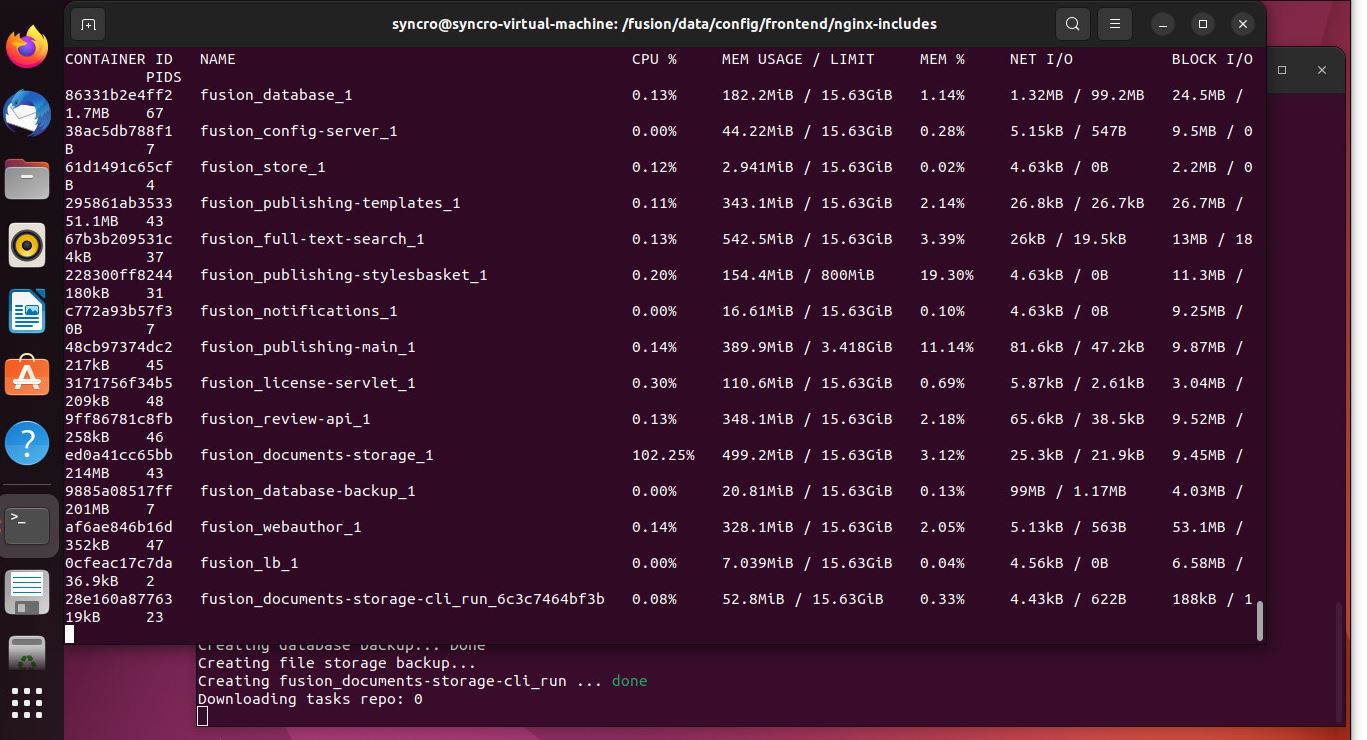 syncro@syncro-virtual-machine: /fusion/data/config/frontend/nginx-includes
CONTAINER ID   NAME   CPU %   MEM USAGE / LIMIT   MEM %   NET I/O   BLOCK I/O
PIDS
86331b2e4ff2   fusion_database_1   0.13%   182.2MiB / 15.63GiB   1.14%   1.32MB / 99.2MB   24.5MB /
1.7MB   67
38ac5db788f1   fusion_config-server_1   0.00%   44.22MiB / 15.63GiB   0.28%   5.15kB / 547B   9.5MB / 0
B   7
61d1491c65cf   fusion_store_1   0.12%   2.941MiB / 15.63GiB   0.02%   4.63kB / 0B   2.2MB / 0
B   4
295861ab3533   fusion_publishing-templates_1   0.11%   343.1MiB / 15.63GiB   2.14%   26.8kB / 26.7kB   26.7MB /
51.1MB   43
67b3b209531c   fusion_full-text-search_1   0.13%   542.5MiB / 15.63GiB   3.39%   26kB / 19.5kB   13MB / 18
4kB   37
228300ff8244   fusion_publishing-stylesbasket_1   0.20%   154.4MiB / 800MiB   19.30%   4.63kB / 0B   11.3MB /
180kB   31
c772a93b57f3   fusion_notifications_1   0.00%   16.61MiB / 15.63GiB   0.10%   4.63kB / 0B   9.25MB /
0B   7
48cb97374dc2   fusion_publishing-main_1   0.14%   389.9MiB / 3.418GiB   11.14%   81.6kB / 47.2kB   9.87MB /
217kB   45
3171756f34b5   fusion_license-servlet_1   0.30%   110.6MiB / 15.63GiB   0.69%   5.87kB / 2.61kB   3.04MB /
209kB   48
9ff86781c8fb   fusion_review-api_1   0.13%   348.1MiB / 15.63GiB   2.18%   65.6kB / 38.5kB   9.52MB /
258kB   46
ed0a41cc65bb   fusion_documents-storage_1   102.25%   499.2MiB / 15.63GiB   3.12%   25.3kB / 21.9kB   9.45MB /
214MB   43
9885a08517ff   fusion_database-backup_1   0.00%   20.81MiB / 15.63GiB   0.13%   99MB / 1.17MB   4.03MB /
201MB   7
af6ae846b16d   fusion_webauthor_1   0.14%   328.1MiB / 15.63GiB   2.05%   5.13kB / 563B   53.1MB /
352kB   47
0cfeac17c7da   fusion_lb_1   0.00%   7.039MiB / 15.63GiB   0.04%   4.56kB / 0B   6.58MB /
36.9kB   2
28e160a87763   fusion_documents-storage-cli_run_6c3c7464bf3b   0.08%   52.8MiB / 15.63GiB   0.33%   4.43kB / 622B   188kB / 1
19kB   23
Creating database backup... Done
Creating file storage backup...
Creating fusion_documents-storage-cli_run ... done
Downloading tasks repo: 0